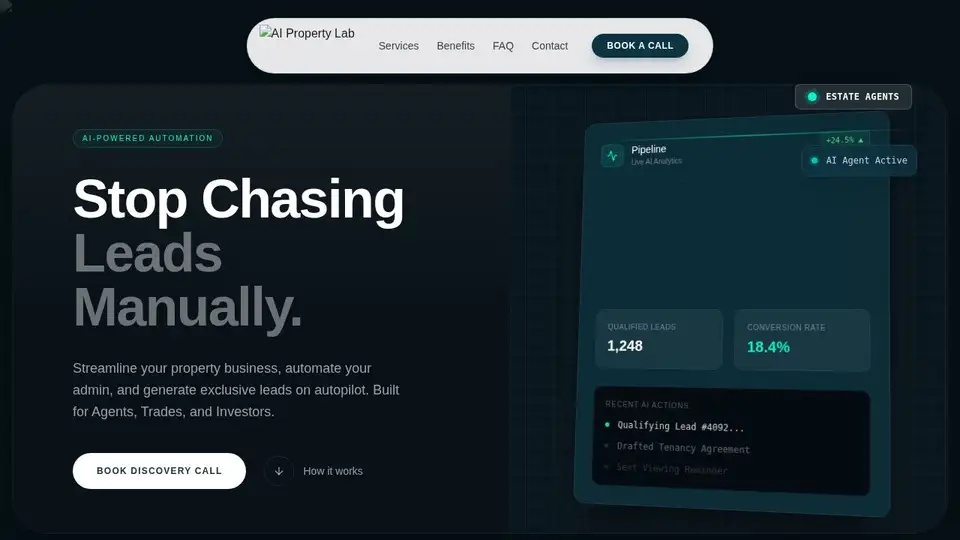 AI Property Lab
Services
Benefits
FAQ
Contact
BOOK A CALL
AI-POWERED AUTOMATION
Stop Chasing
Leads
Manually.
Streamline your property business, automate your
admin, and generate exclusive leads on autopilot. Built
for Agents, Trades, and Investors.
BOOK DISCOVERY CALL
How it works
ESTATE AGENTS
+24.5% ▲
AI Agent Active
Pipeline
Live AI Analytics
QUALIFIED LEADS
1,248
CONVERSION RATE
18.4%
RECENT AI ACTIONS
Qualifying Lead #4092...
Drafted Tenancy Agreement
Sent Viewing Reminder